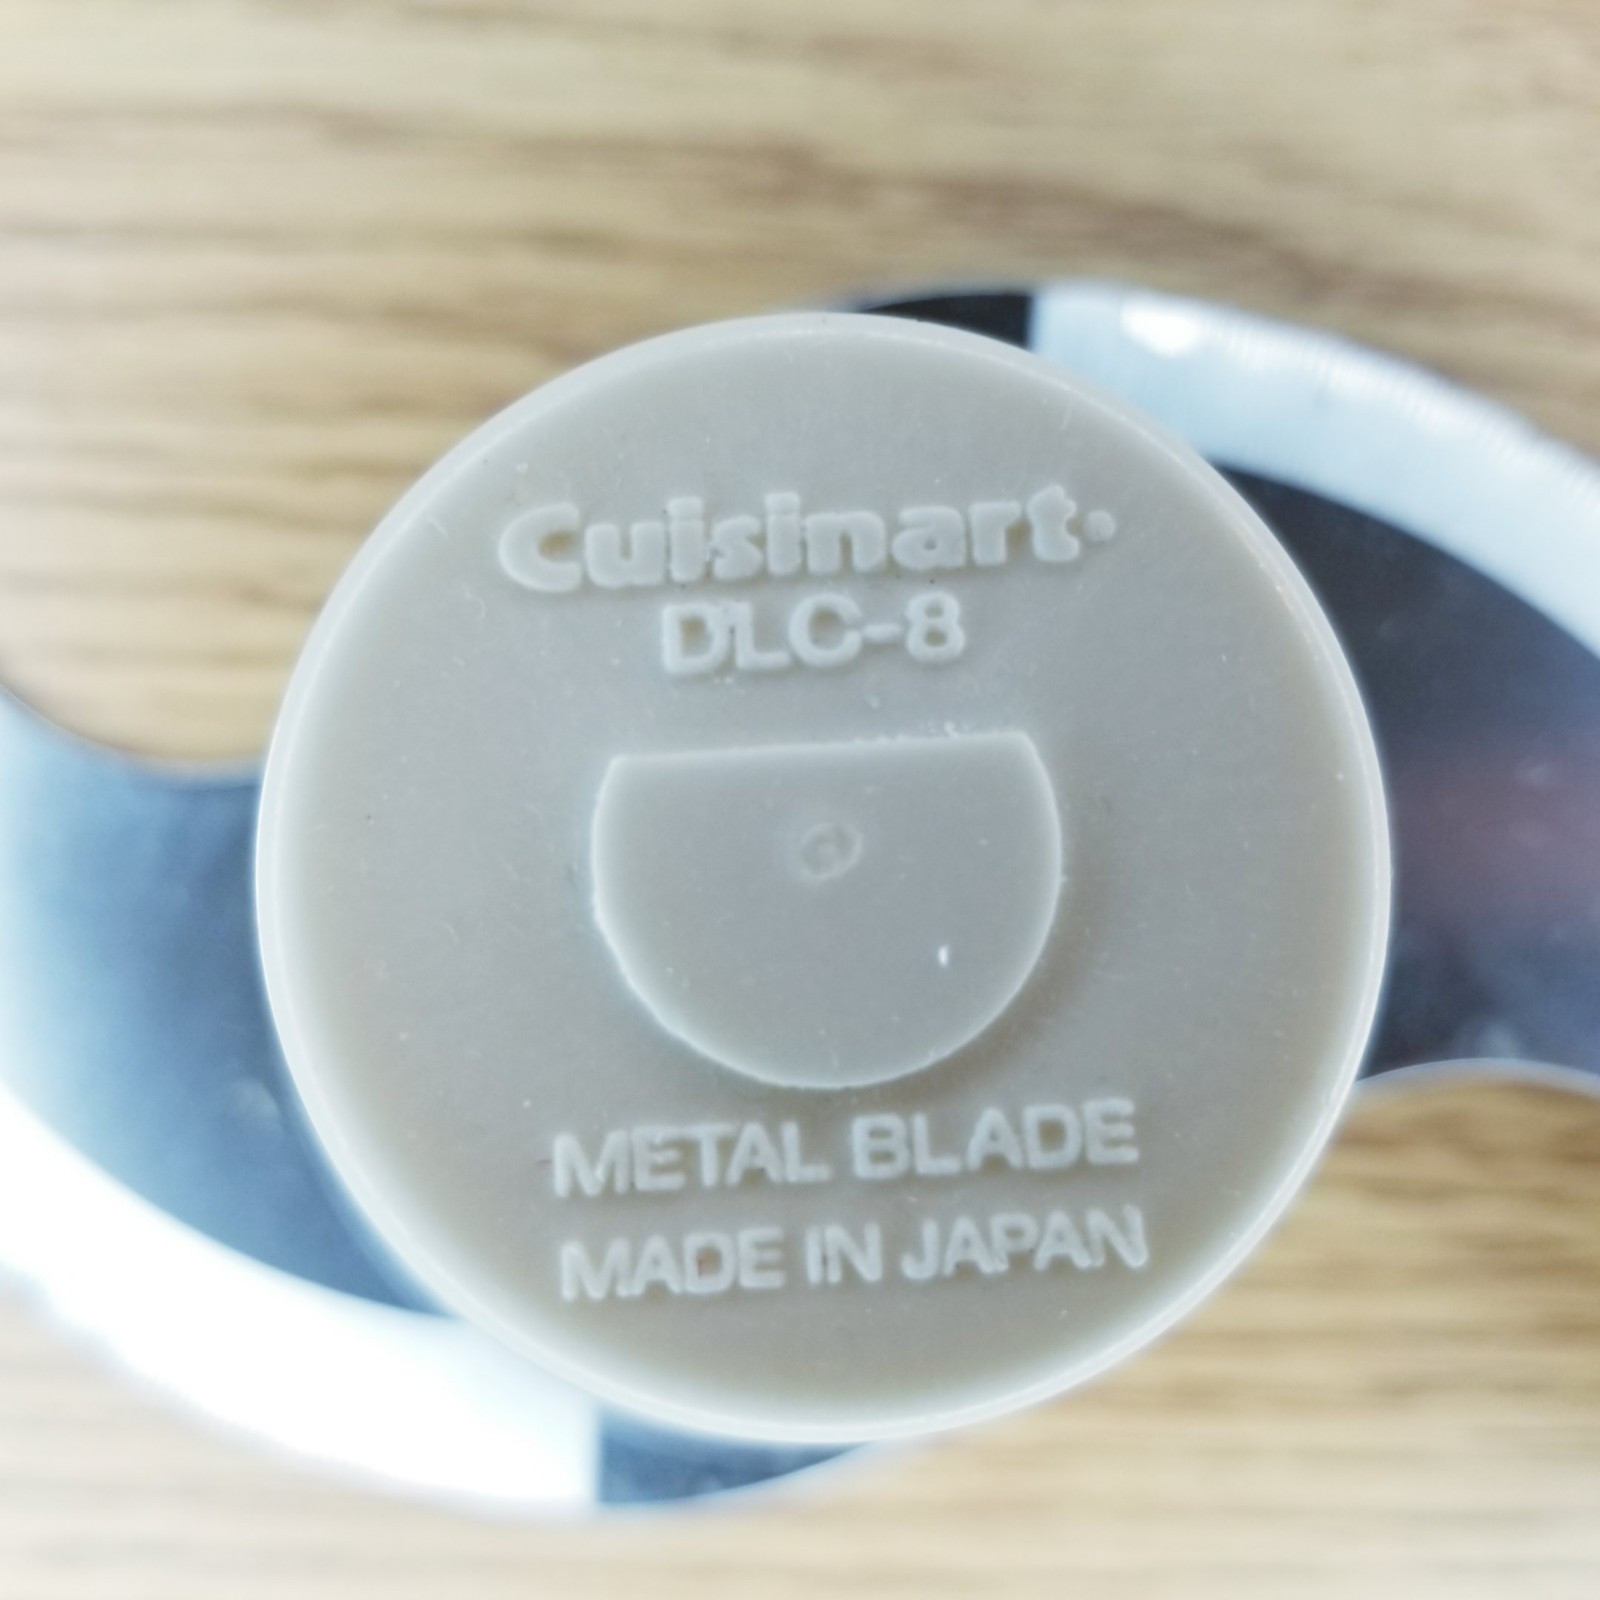 Cuisinart
DLC-8
METAL BLADE
MADE IN JAPAN